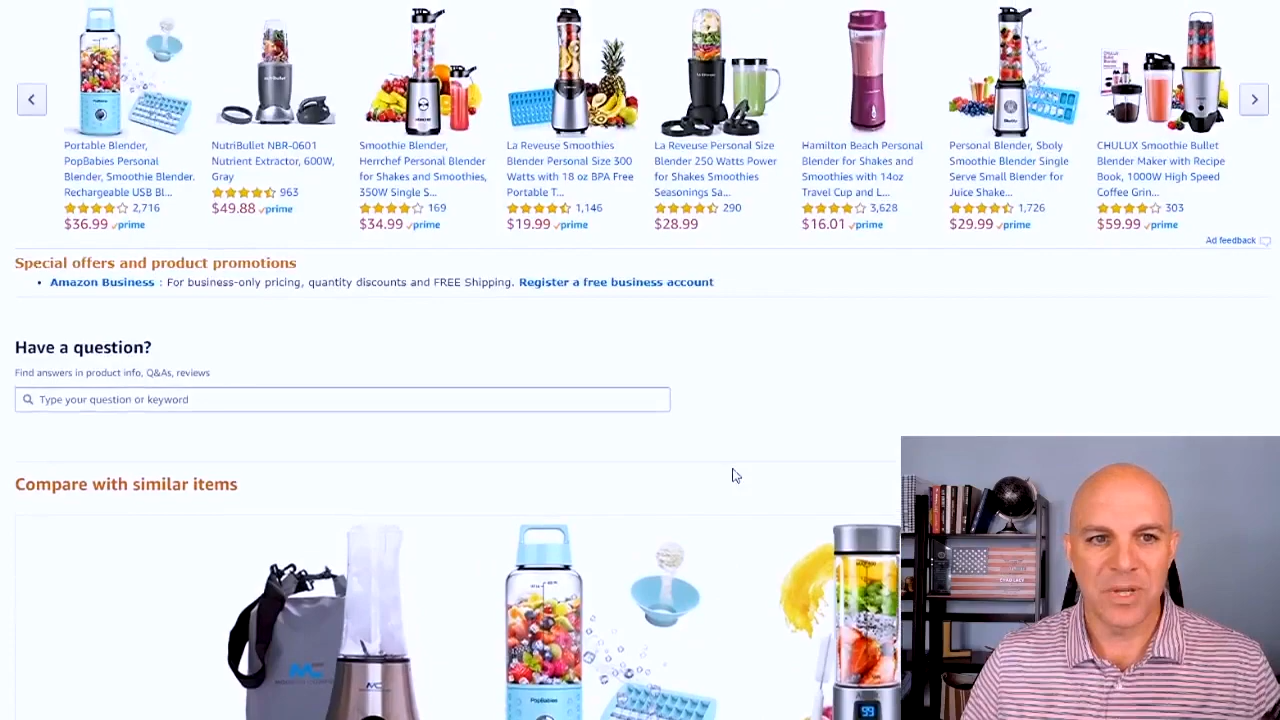 Portable Blender,
PopBabies Personal
Blender, Smoothie Blender.
Rechargeable USB Bl...
2,716
$36.99 prime
NutriBullet NBR-0601
Nutrient Extractor, 600W,
Gray
963
$49.88 prime
Smoothie Blender,
Herrchef Personal Blender
for Shakes and Smoothies,
350W Single S...
169
$34.99 prime
La Reveuse Smoothies
Blender Personal Size 300
Watts with 18 oz BPA Free
Portable T...
1,146
$19.99 prime
La Reveuse Personal Size
Blender 250 Watts Power
for Shakes Smoothies
Seasonings Sa...
290
$28.99
Hamilton Beach Personal
Blender for Shakes and
Smoothies with 14oz
Travel Cup and L...
3,628
$16.01 prime
Personal Blender, Sboly
Smoothie Blender Single
Serve Small Blender for
Juice Shake...
1,726
$29.99 prime
CHULUX Smoothie Bullet
Blender Maker with Recipe
Book, 1000W High Speed
Coffee Grin...
303
$59.99 prime
Ad feedback
Special offers and product promotions
• Amazon Business : For business-only pricing, quantity discounts and FREE Shipping. Register a free business account
Have a question?
Find answers in product info, Q&As, reviews
Type your question or keyword
Compare with similar items
MC
PopBabies
99